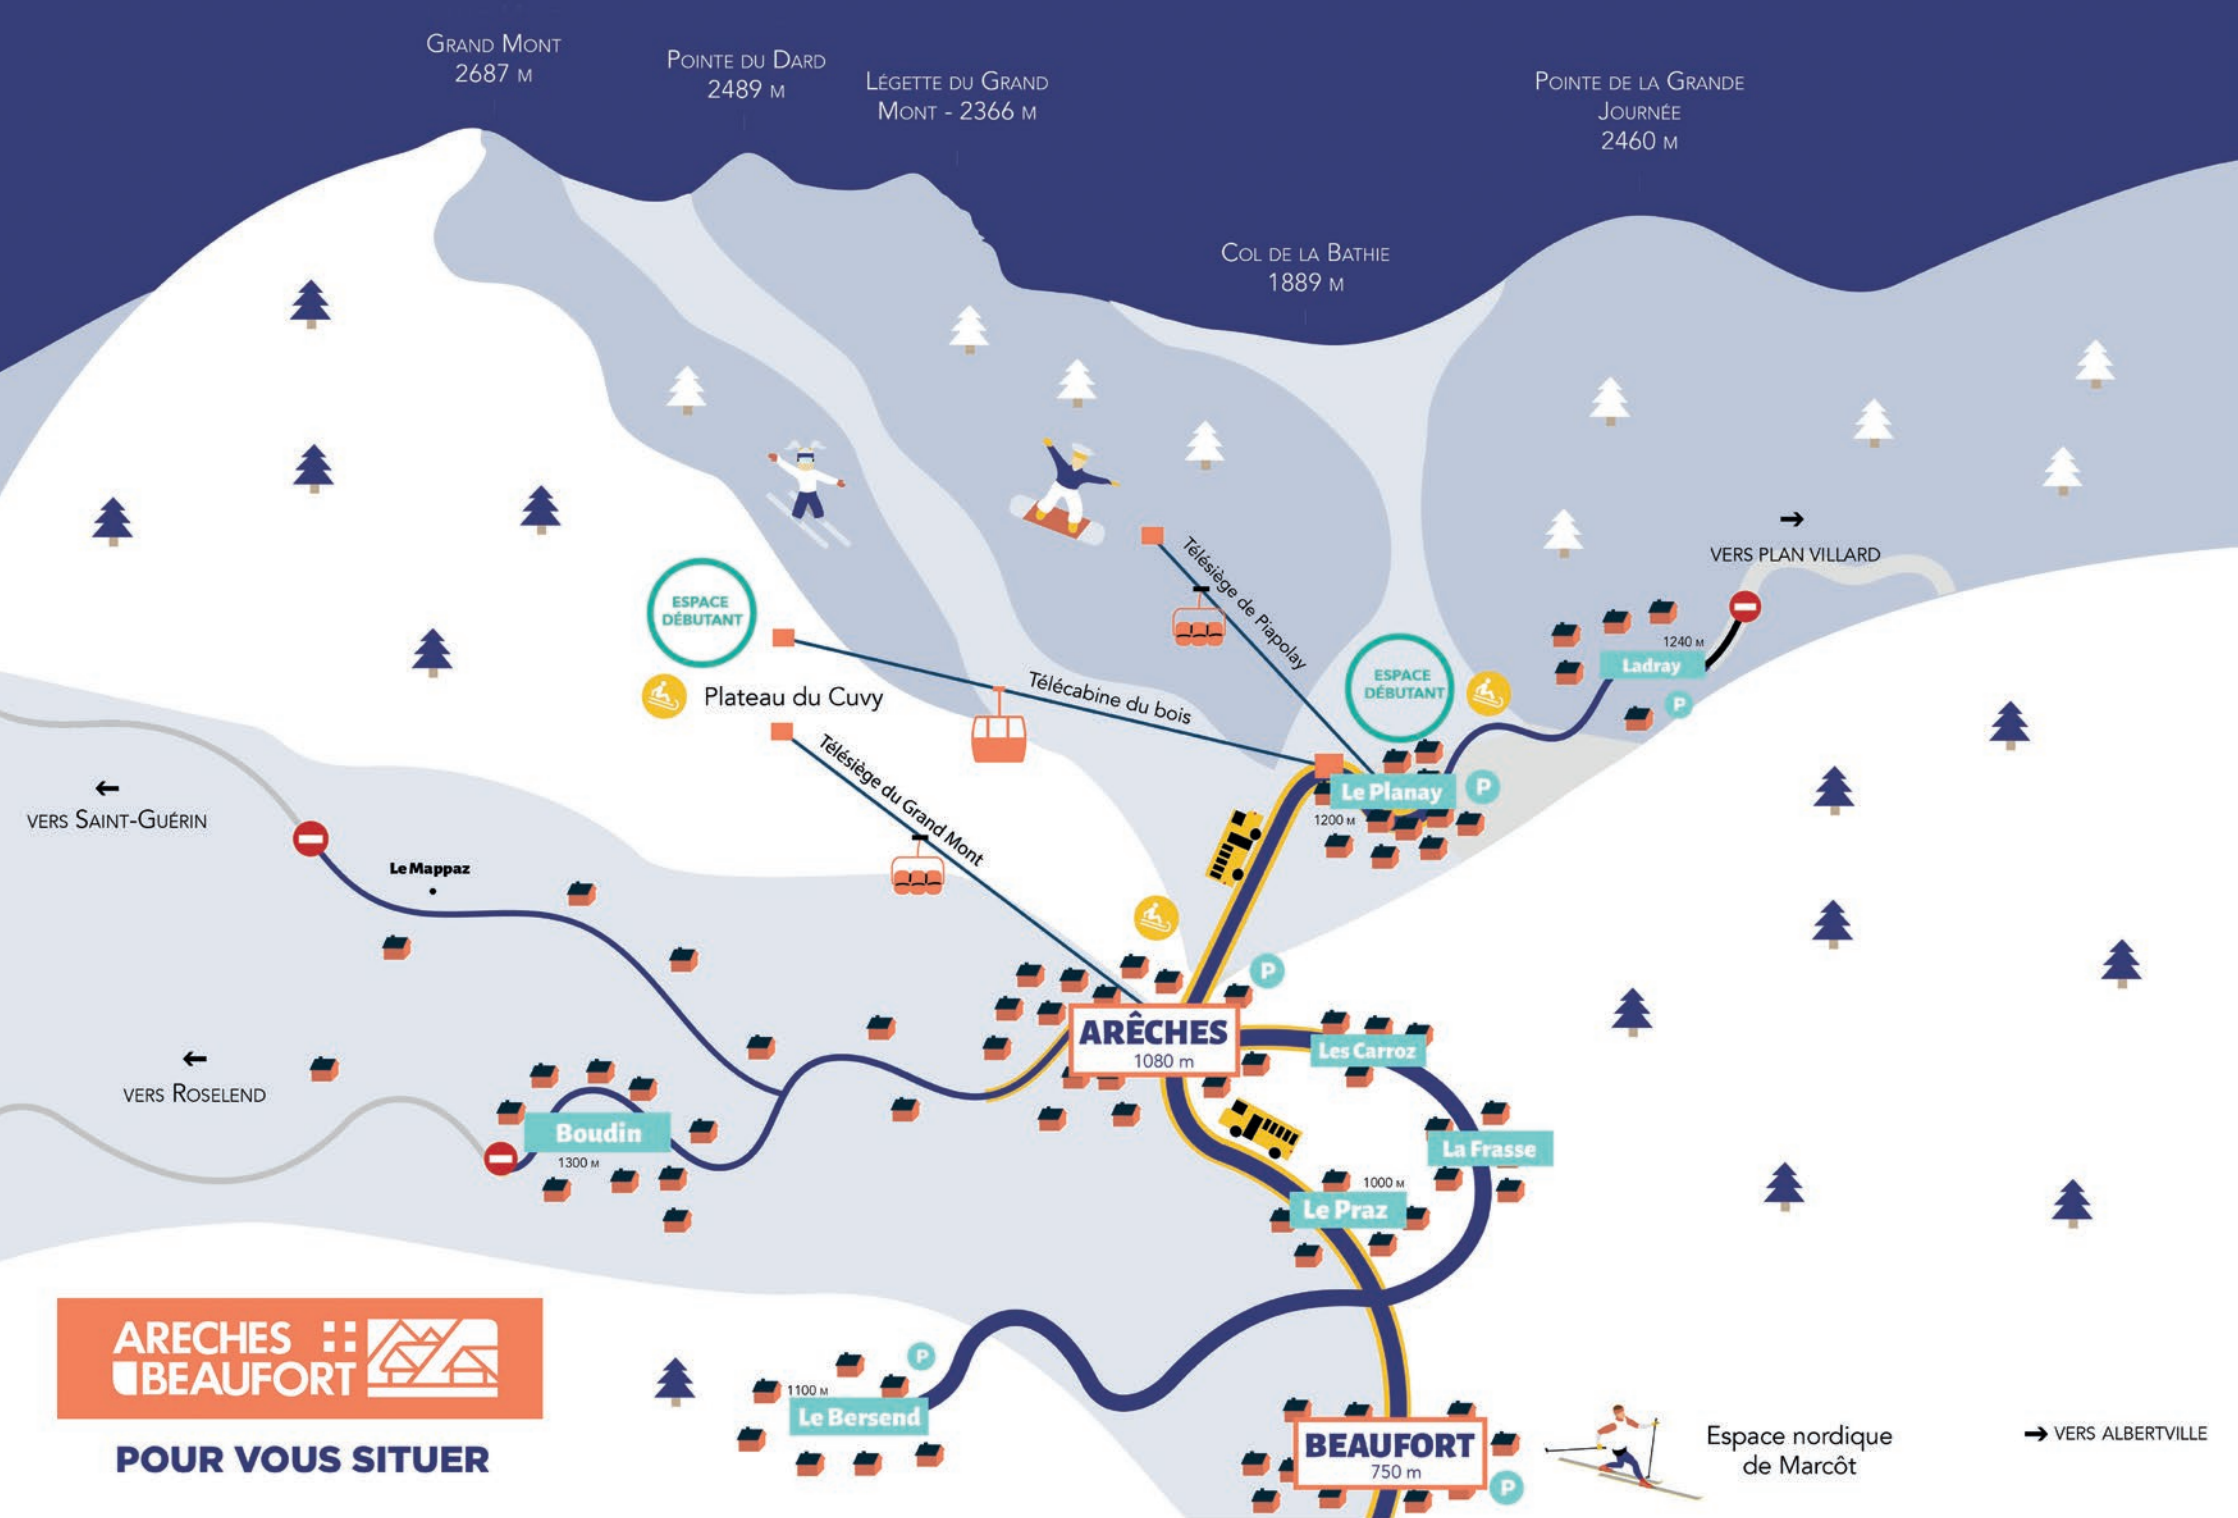 GRAND MONT
2687 M
POINTE DU DARD
2489 M
LÉGETTE DU GRAND
MONT - 2366 M
POINTE DE LA GRANDE
JOURNÉE
2460 M
COL DE LA BATHIE
1889 M
VERS PLAN VILLARD
ESPACE
DÉBUTANT
Télésiège de Piapolay
1240 M
Ladray
P
ESPACE
DÉBUTANT
Plateau du Cuvy
Télécabine du bois
Télésiège du Grand Mont
Le Planay
P
1200 M
VERS SAINT-GUÉRIN
Le Mappaz
P
ARÊCHES
1080 m
Les Carroz
VERS ROSELEND
Boudin
1300 M
La Frasse
1000 M
Le Praz
ARECHES
BEAUFORT
POUR VOUS SITUER
P
1100 M
Le Bersend
BEAUFORT
750 m
P
Espace nordique
de Marcôt
VERS ALBERTVILLE